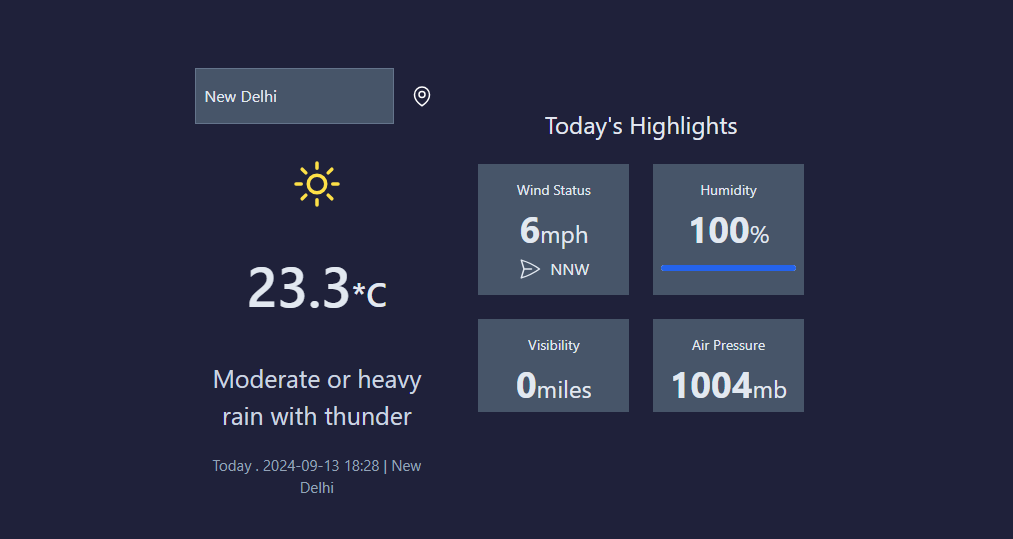 New Delhi
23.3*C
Moderate or heavy
rain with thunder
Today . 2024-09-13 18:28 | New
Delhi
Today's Highlights
Wind Status
6mph
NNW
Humidity
100%
Visibility
0miles
Air Pressure
1004mb